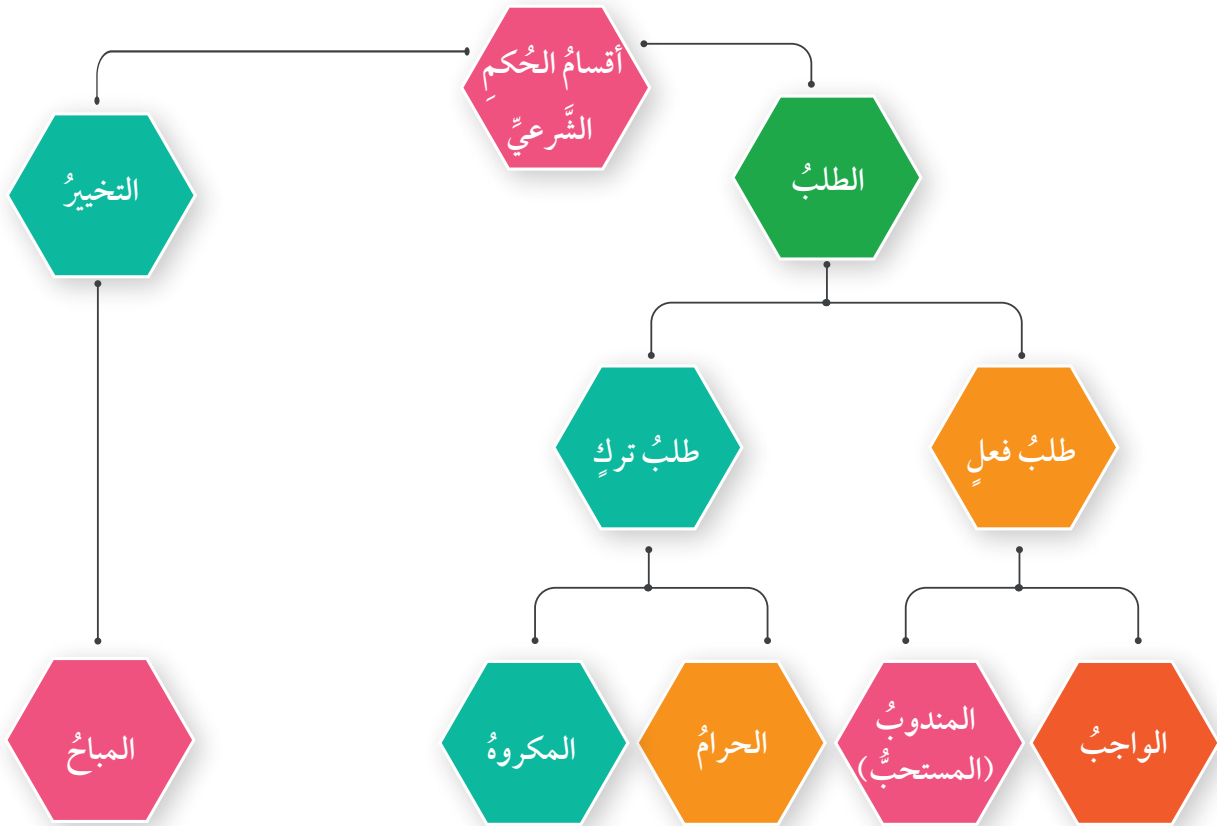 أقسامُ الحُكمِ
الشَّرعيِّ
الطلبُ
التخييرُ
طلبُ فعلٍ
طلبُ تركٍ
الواجبُ
المندوبُ
(المستحبُّ)
الحرامُ
المكروهُ
المباحُ